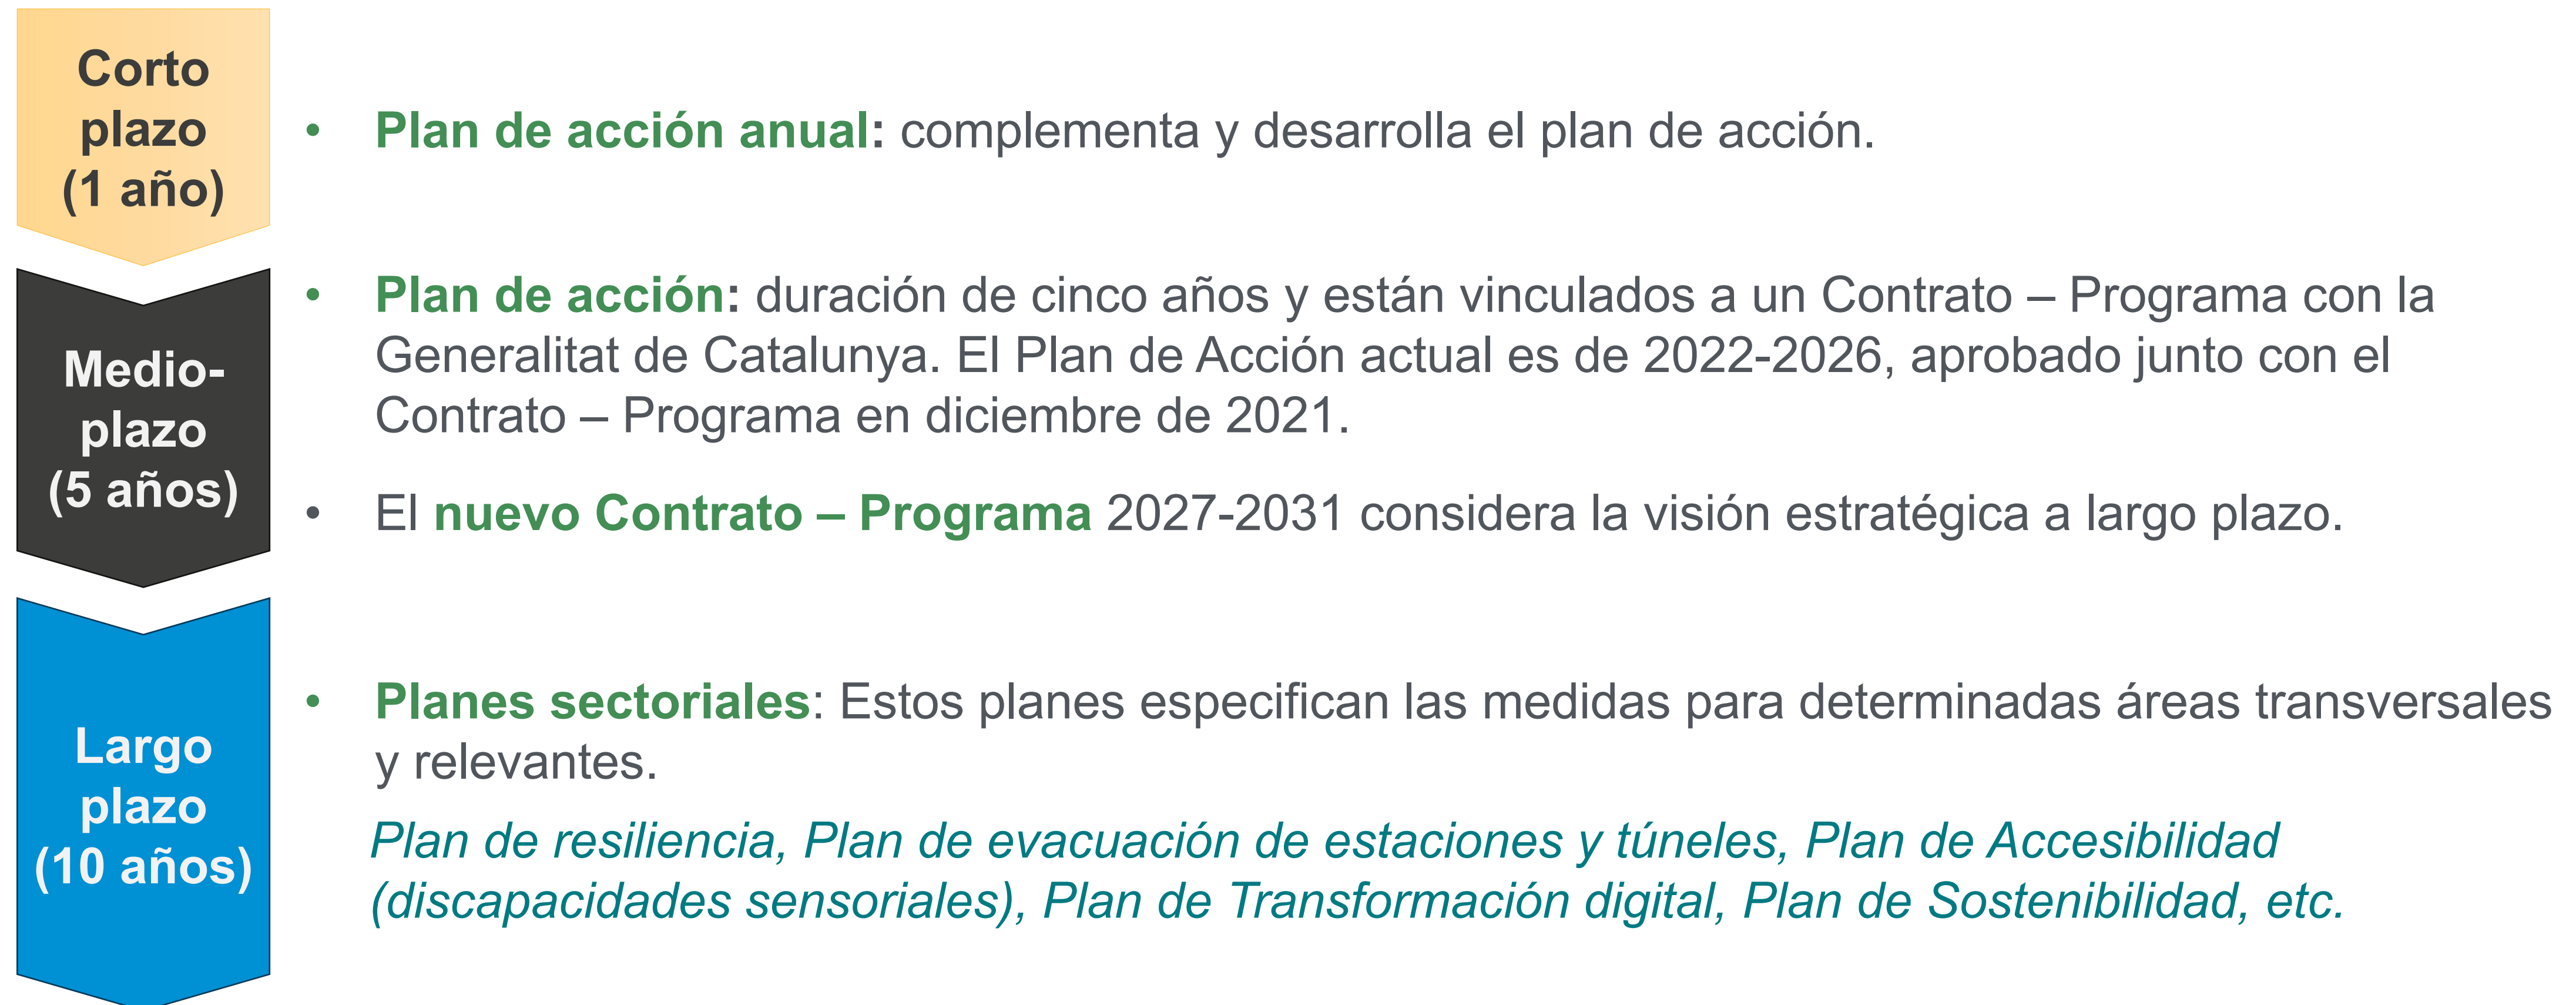 Corto
plazo
(1 año)
• Plan de acción anual: complementa y desarrolla el plan de acción.
Medio-
plazo
(5 años)
• Plan de acción: duración de cinco años y están vinculados a un Contrato – Programa con la
Generalitat de Catalunya. El Plan de Acción actual es de 2022-2026, aprobado junto con el
Contrato – Programa en diciembre de 2021.
• El nuevo Contrato – Programa 2027-2031 considera la visión estratégica a largo plazo.
Largo
plazo
(10 años)
• Planes sectoriales: Estos planes especifican las medidas para determinadas áreas transversales
y relevantes.
Plan de resiliencia, Plan de evacuación de estaciones y túneles, Plan de Accesibilidad
(discapacidades sensoriales), Plan de Transformación digital, Plan de Sostenibilidad, etc.